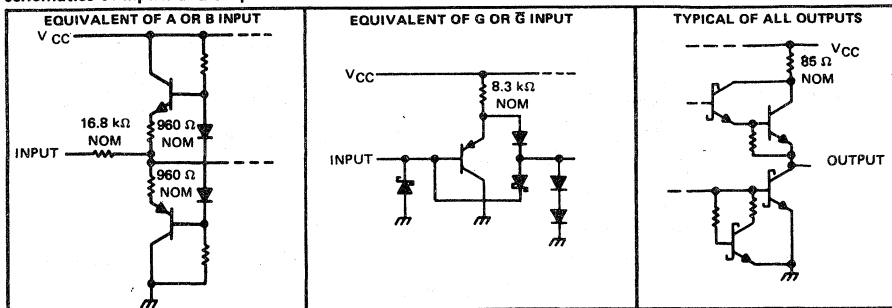 EQUIVALENT OF A OR B INPUT
VCC
16.8 kΩ
NOM
960 Ω
NOM
INPUT
960 Ω
NOM
EQUIVALENT OF G OR G̅ INPUT
VCC
8.3 kΩ
NOM
INPUT
TYPICAL OF ALL OUTPUTS
VCC
85 Ω
NOM
OUTPUT